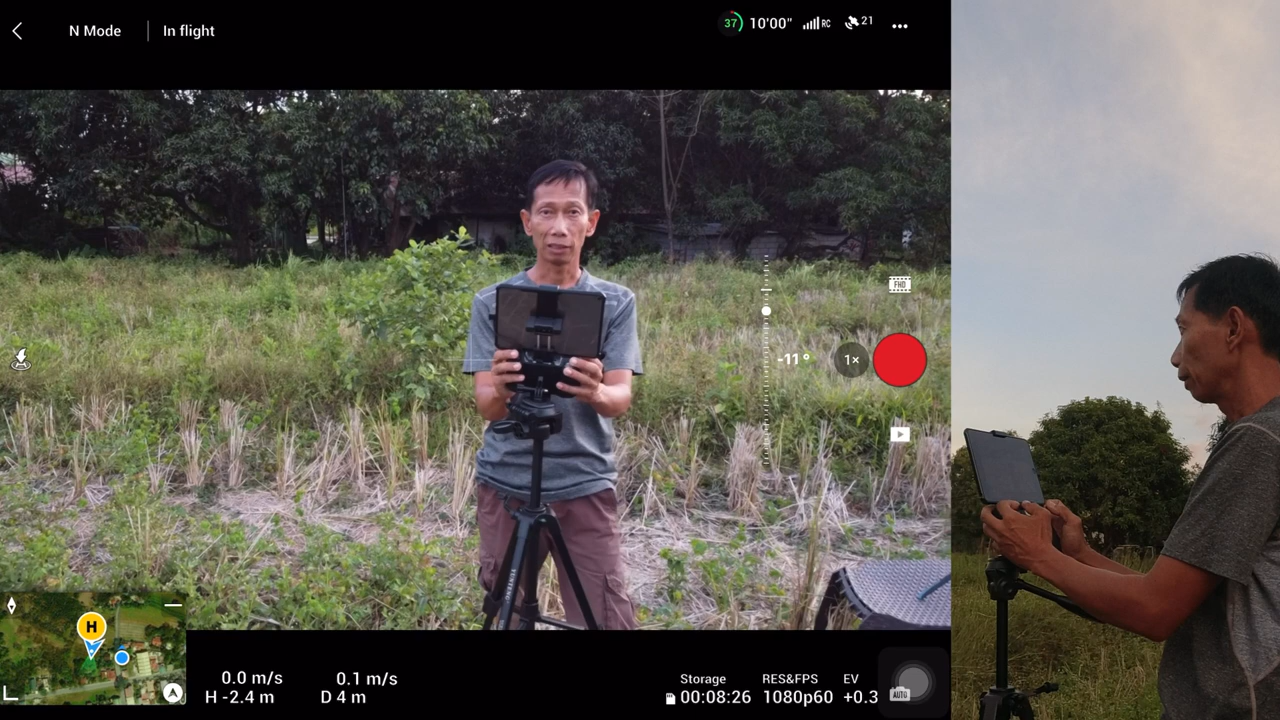 N Mode
In flight
37
10'00"
RC
21
FHD
-11°
1×
H
0.0 m/s
0.1 m/s
H -2.4 m
D 4 m
Storage
RES&FPS
EV
00:08:26
1080p60
+0.3
AUTO
YUNTENG